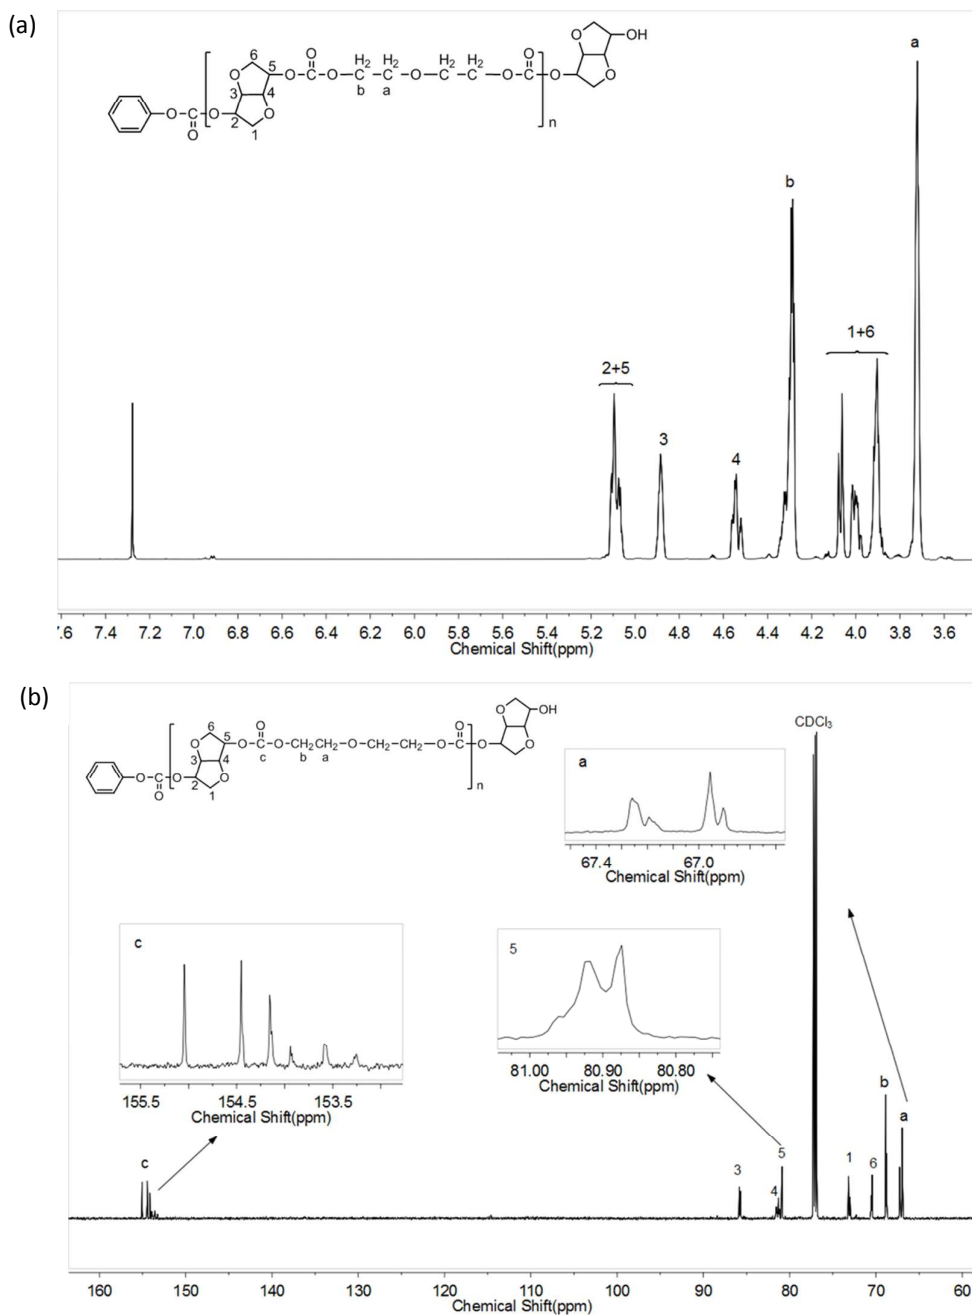 (a)
6
5
O
O
O
O
H2
C
H2
C
O
H2
C
H2
C
O
O
O
O
OH
b
a
3
4
O
O
O
O
O
O
2
1
n
a
b
2+5
3
4
1+6
7.6 7.4 7.2 7.0 6.8 6.6 6.4 6.2 6.0 5.8 5.6 5.4 5.2 5.0 4.8 4.6 4.4 4.2 4.0 3.8 3.6
Chemical Shift(ppm)
(b)
6
5
O
O
O
O
O
O
O
O
OH
c
b
a
3
4
O
O
O
O
O
O
2
1
n
CDCl3
a
67.4 67.0
Chemical Shift(ppm)
c
155.5 154.5 153.5
Chemical Shift(ppm)
5
81.00 80.90 80.80
Chemical Shift(ppm)
c
3
4
5
1
6
b
a
160 150 140 130 120 110 100 90 80 70 60
Chemical Shift(ppm)